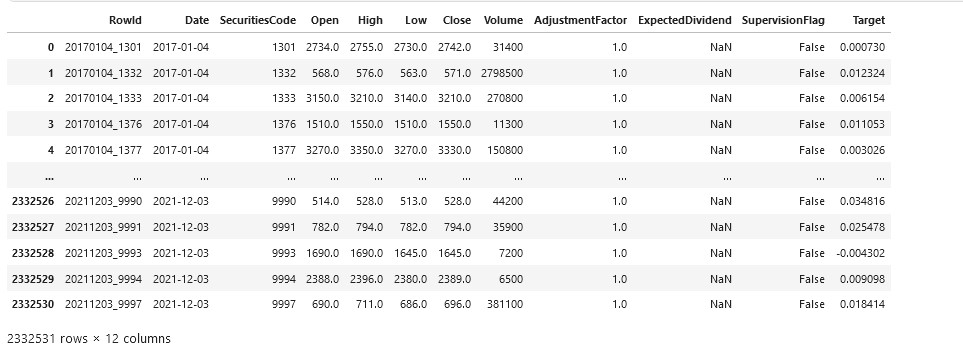 RowId Date SecuritiesCode Open High Low Close Volume AdjustmentFactor ExpectedDividend SupervisionFlag Target
0 20170104_1301 2017-01-04 1301 2734.0 2755.0 2730.0 2742.0 31400 1.0 NaN False 0.000730
1 20170104_1332 2017-01-04 1332 568.0 576.0 563.0 571.0 2798500 1.0 NaN False 0.012324
2 20170104_1333 2017-01-04 1333 3150.0 3210.0 3140.0 3210.0 270800 1.0 NaN False 0.006154
3 20170104_1376 2017-01-04 1376 1510.0 1550.0 1510.0 1550.0 11300 1.0 NaN False 0.011053
4 20170104_1377 2017-01-04 1377 3270.0 3350.0 3270.0 3330.0 150800 1.0 NaN False 0.003026
... ... ... ... ... ... ... ... ... ... ... ... ...
2332526 20211203_9990 2021-12-03 9990 514.0 528.0 513.0 528.0 44200 1.0 NaN False 0.034816
2332527 20211203_9991 2021-12-03 9991 782.0 794.0 782.0 794.0 35900 1.0 NaN False 0.025478
2332528 20211203_9993 2021-12-03 9993 1690.0 1690.0 1645.0 1645.0 7200 1.0 NaN False -0.004302
2332529 20211203_9994 2021-12-03 9994 2388.0 2396.0 2380.0 2389.0 6500 1.0 NaN False 0.009098
2332530 20211203_9997 2021-12-03 9997 690.0 711.0 686.0 696.0 381100 1.0 NaN False 0.018414
2332531 rows × 12 columns